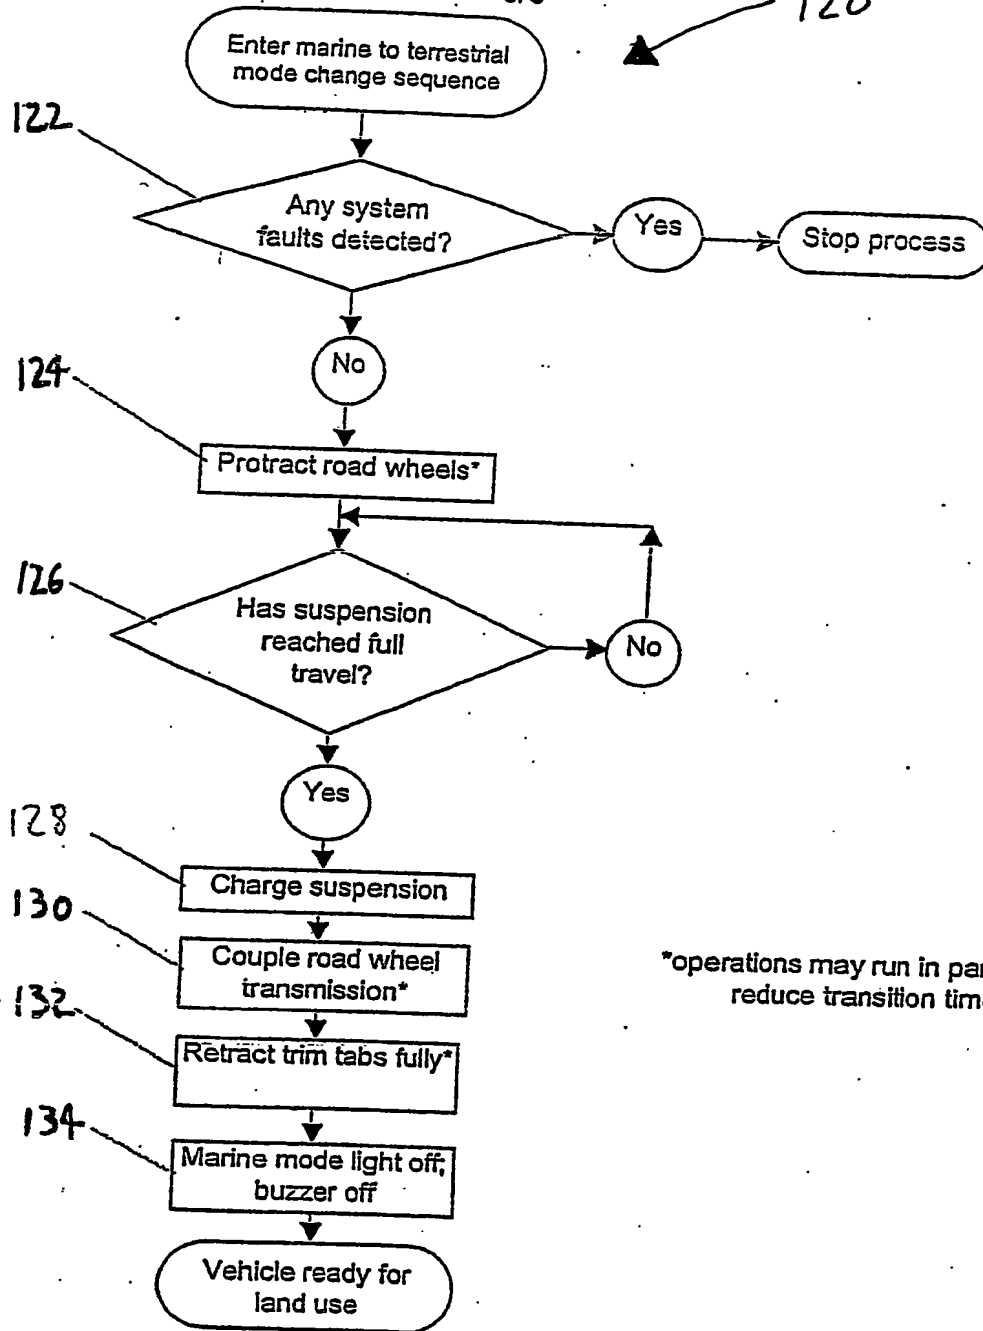 120
Enter marine to terrestrial
mode change sequence
122
Any system
faults detected?
Yes
Stop process
No
124
Protract road wheels*
126
Has suspension
reached full
travel?
No
Yes
128
Charge suspension
130
Couple road wheel
transmission*
*operations may run in par
reduce transition tim
132
Retract trim tabs fully*
134
Marine mode light off;
buzzer off
Vehicle ready for
land use